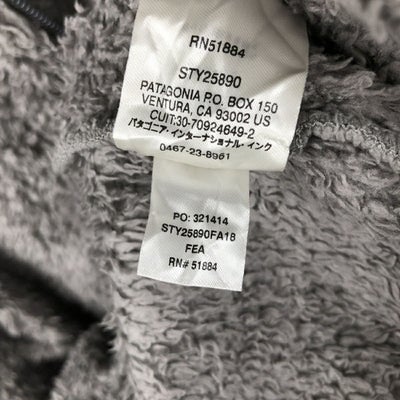 RN51884
STY25890
PATAGONIA P.O. BOX 150
VENTURA, CA 93002 US
CUIT:30-70924649-2
パタゴニア・インターナショナル・インク
0467-23-8961
PO: 321414
STY25890FA18
FEA
RN# 51884